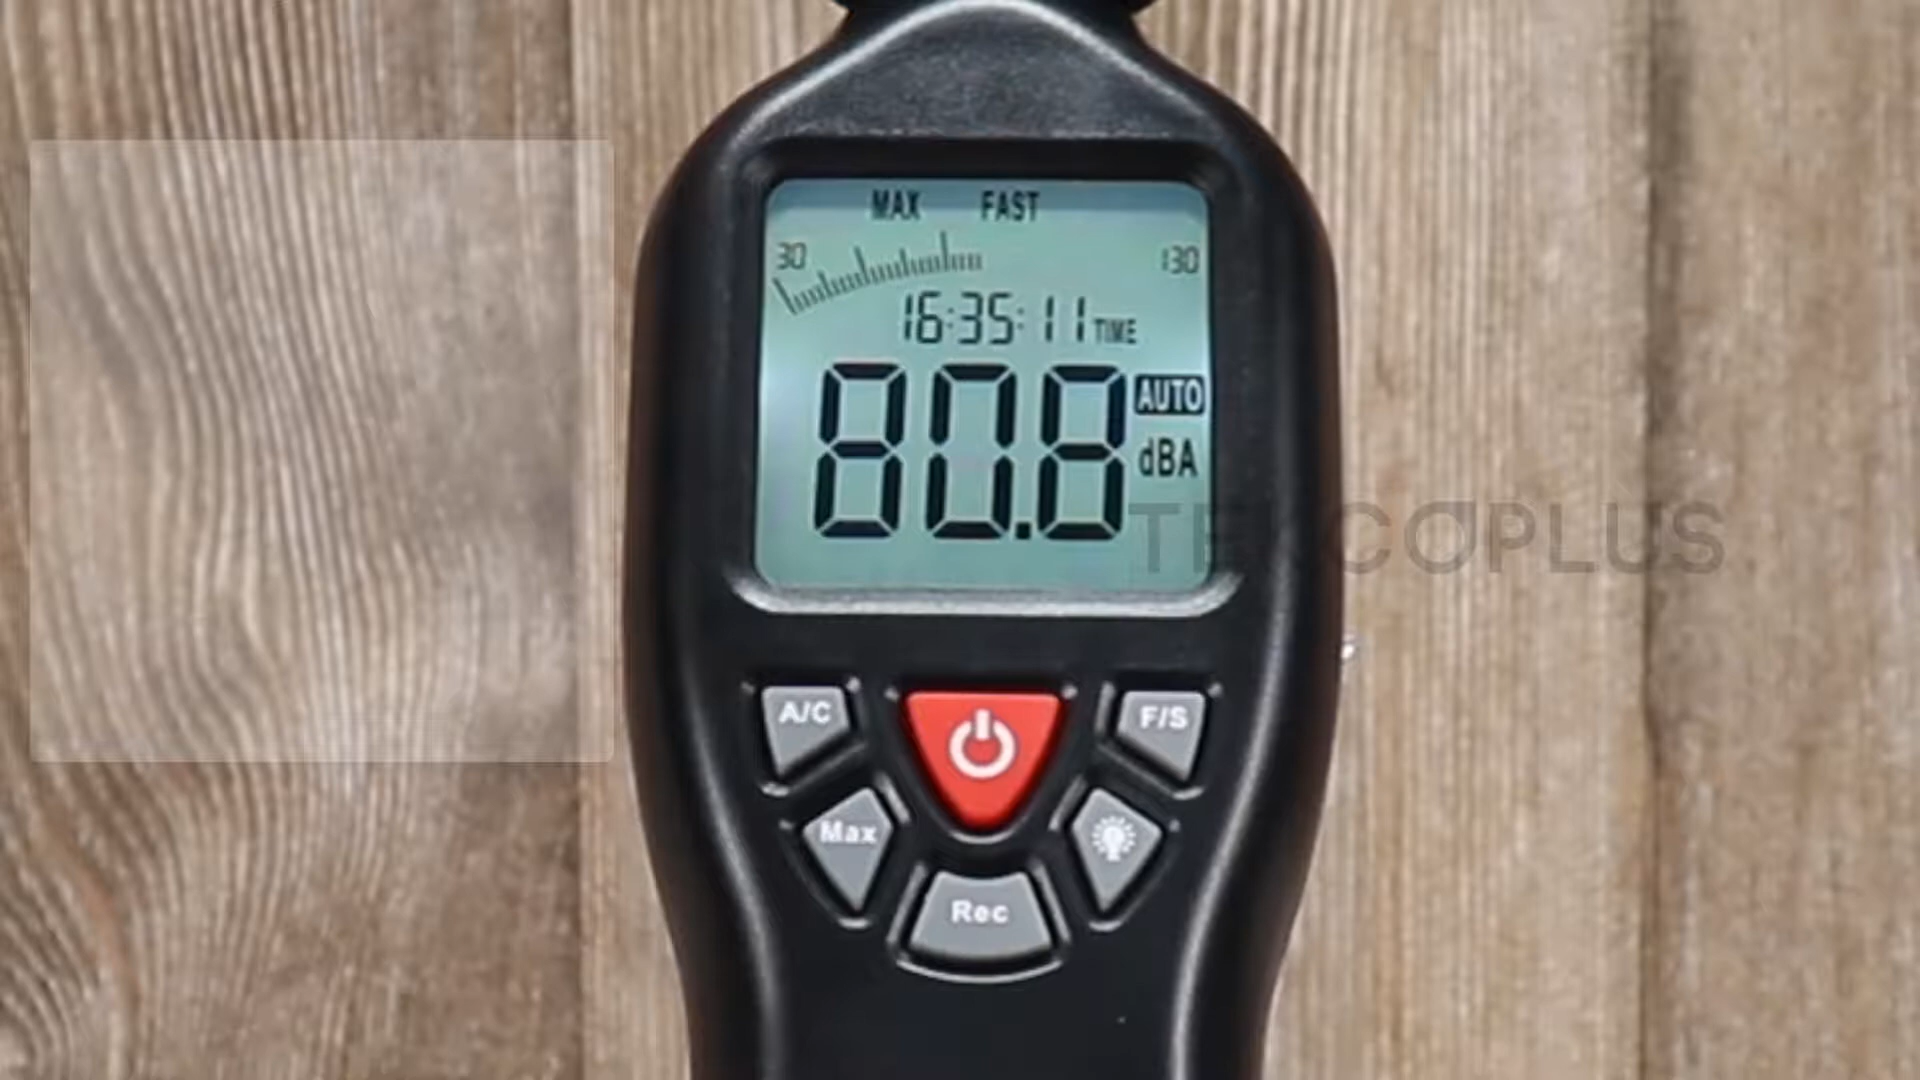 MAX FAST
30 130
16:35:11 TIME
80.8 AUTO
dBA
A/C F/S
Max
Rec